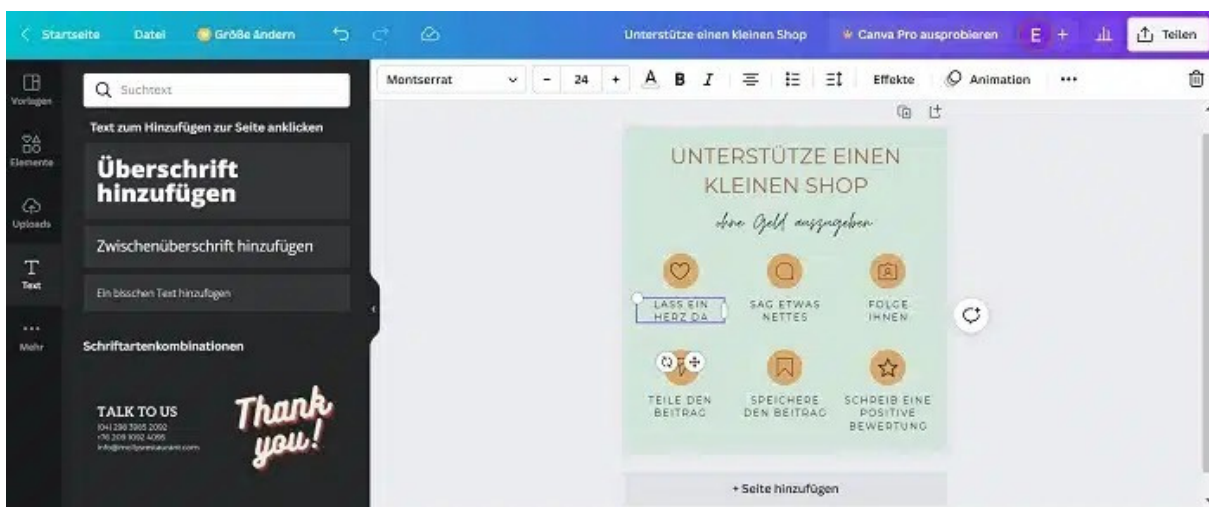 Startseite
Datei
Größe ändern
Unterstütze einen kleinen Shop
Canva Pro ausprobieren
E
+
Teilen
Vorlagen
Elemente
Uploads
T
Text
Mehr
Suchtext
Text zum Hinzufügen zur Seite anklicken
Überschrift
hinzufügen
Zwischenüberschrift hinzufügen
Ein bisschen Text hinzufügen
Schriftartenkombinationen
TALK TO US
Thank
you!
Montserrat
- 24 +
A B I
Effekte
Animation
UNTERSTÜTZE EINEN
KLEINEN SHOP
ohne Geld auszugeben
LASS EIN
HERZ DA
SAG ETWAS
NETTES
FOLGE
IHNEN
TEILE DEN
BEITRAG
SPEICHERE
DEN BEITRAG
SCHREIB EINE
POSITIVE
BEWERTUNG
+ Seite hinzufügen